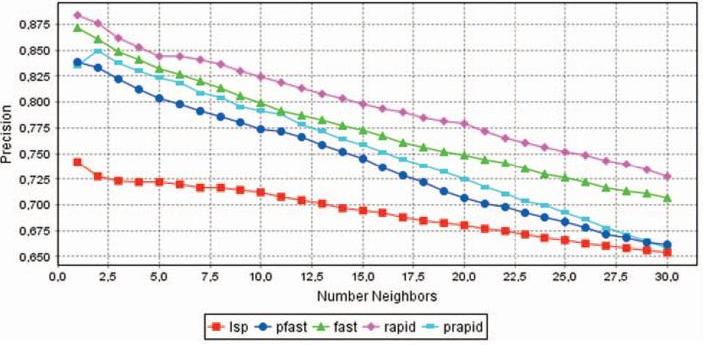 0,875
0,850
0,825
0,800
0,775
0,750
0,725
0,700
0,675
0,650
Precision
0,0 2,5 5,0 7,5 10,0 12,5 15,0 17,5 20,0 22,5 25,0 27,5 30,0
Number Neighbors
lsp pfast fast rapid prapid